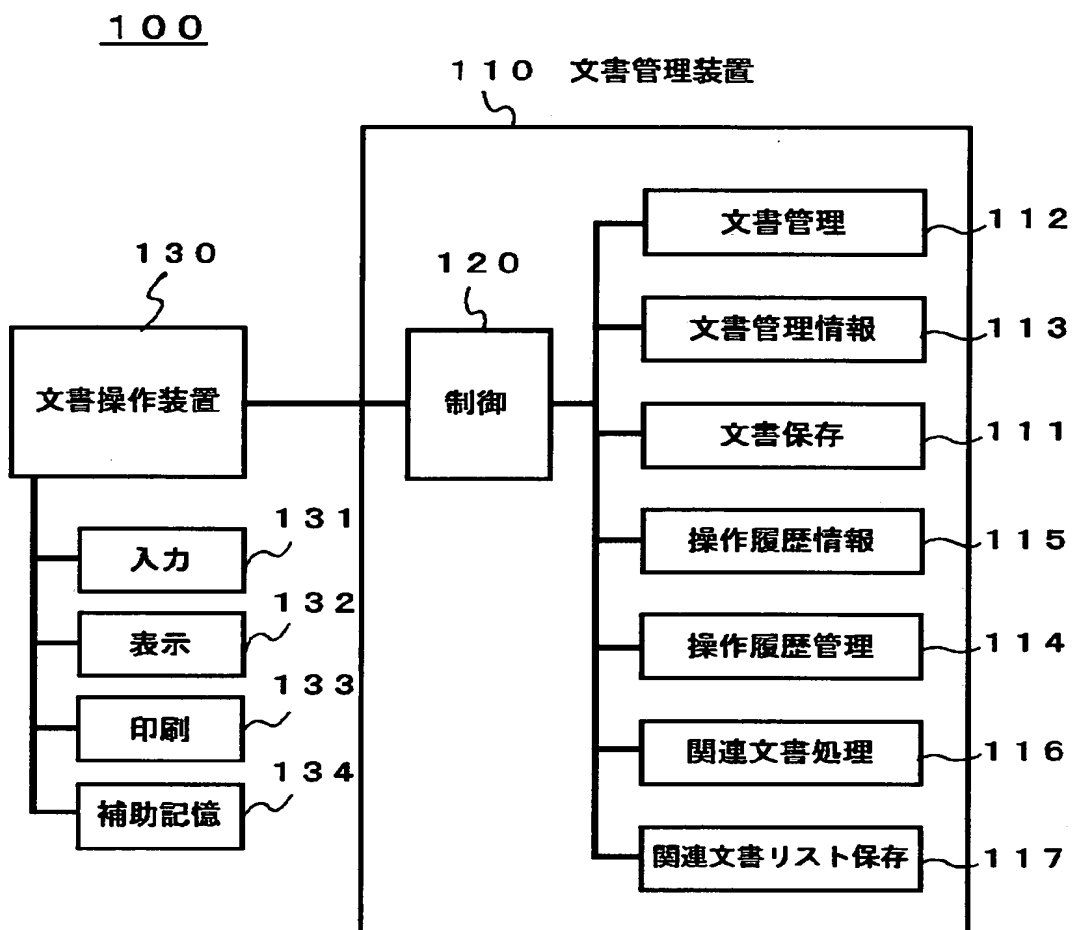 １００
１１０ 文書管理装置
文書管理 １１２
１３０
１２０
文書管理情報 １１３
文書操作装置
制御
文書保存 １１１
操作履歴情報 １１５
入力 １３１
表示 １３２
操作履歴管理 １１４
印刷 １３３
関連文書処理 １１６
補助記憶 １３４
関連文書リスト保存 １１７